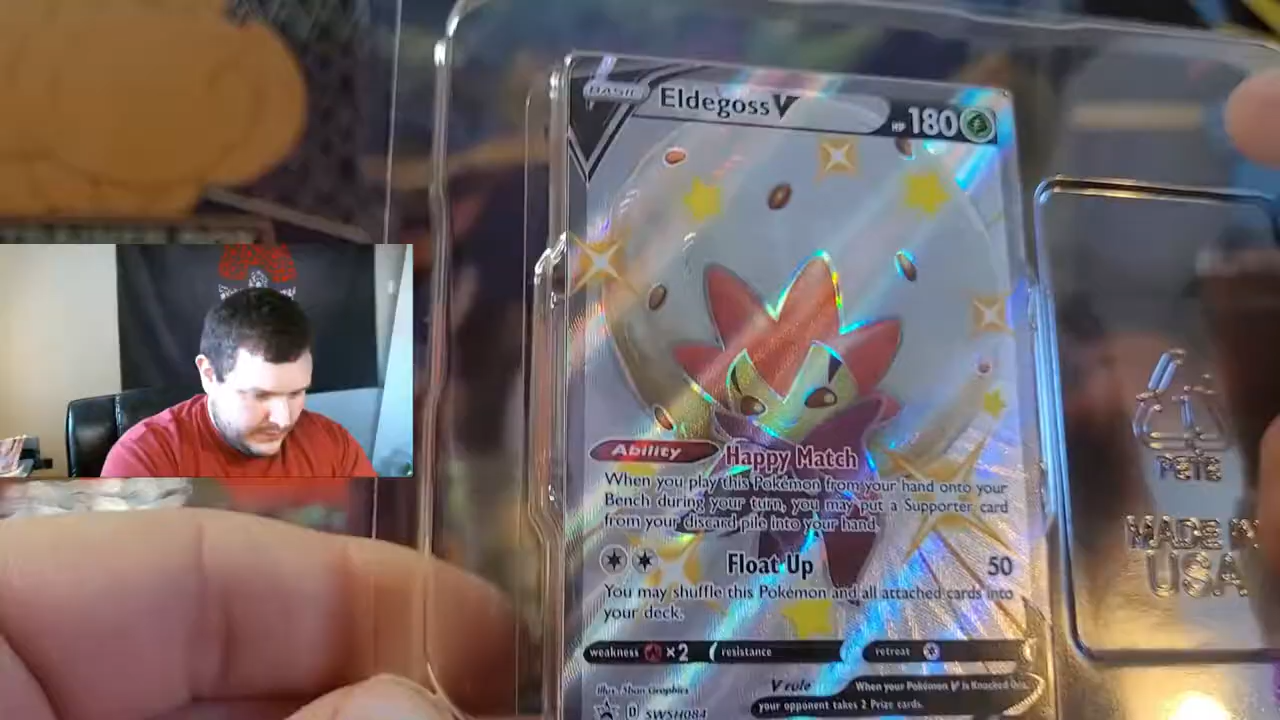 BASIC
Eldegoss V
HP 180
Ability Happy Match
When you play this Pokémon from your hand onto your
Bench during your turn, you may put a Supporter card
from your discard pile into your hand.
Float Up 50
You may shuffle this Pokémon and all attached cards into
your deck.
weakness ×2 resistance retreat
Illus. Shan Graphics
V rule When your Pokémon V is Knocked Out,
your opponent takes 2 Prize cards.
D SWSH084
PETE
MADE IN
USA